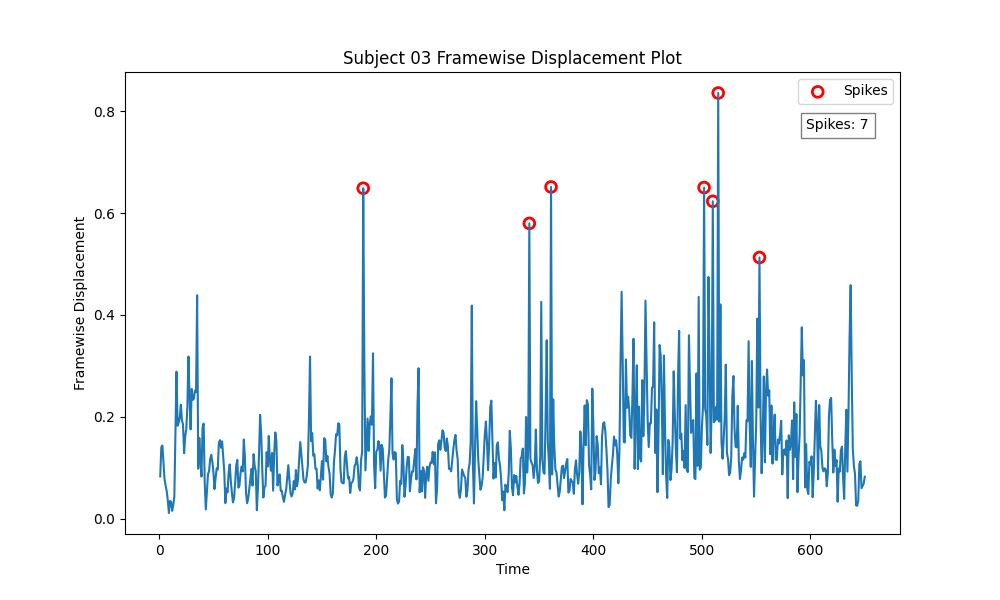 Subject 03 Framewise Displacement Plot
Spikes
Spikes: 7
Framewise Displacement
0.8
0.6
0.4
0.2
0.0
0 100 200 300 400 500 600
Time